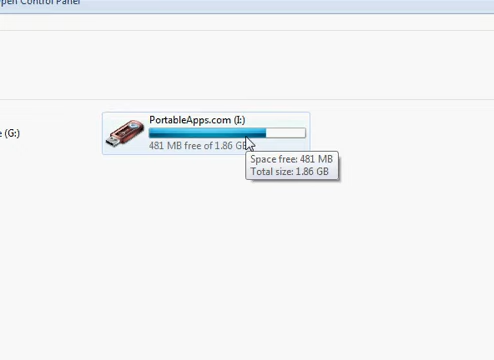 Open Control Panel
PortableApps.com (I:)
e (G:)
481 MB free of 1.86 GB
Space free: 481 MB
Total size: 1.86 GB